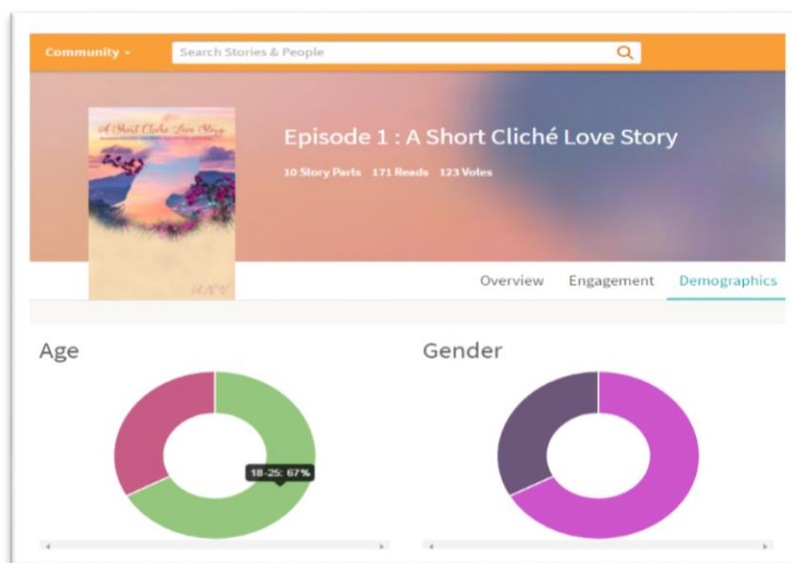 Community
Search Stories & People
A Short Cliché Love Story
Episode 1 : A Short Cliché Love Story
10 Story Parts 171 Reads 123 Votes
Overview Engagement Demographics
Age
Gender
18-25: 67%